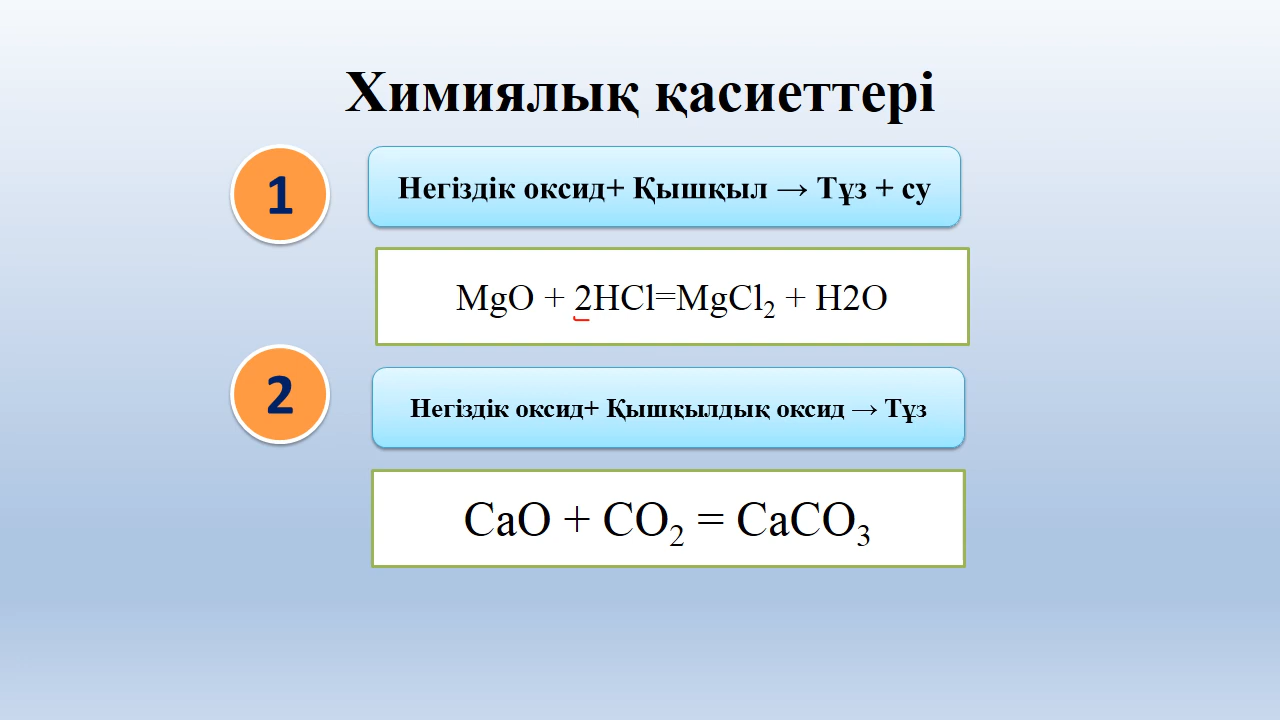 Химиялық қасиеттері
1
Негіздік оксид+ Қышқыл → Тұз + су
MgO + 2HCl=MgCl₂ + H2O
2
Негіздік оксид+ Қышқылдық оксид → Тұз
CaO + CO₂ = CaCO₃